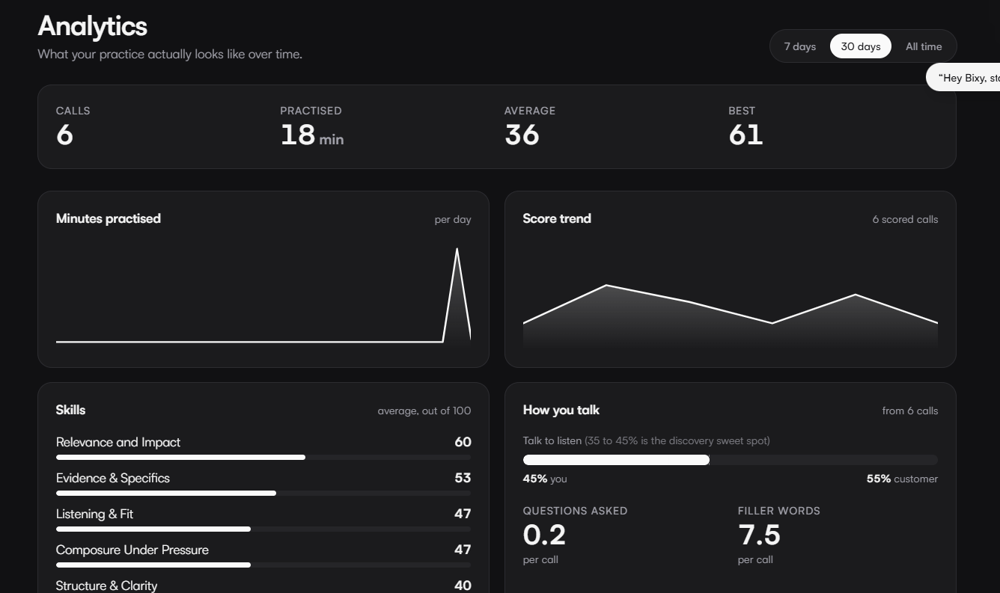 Analytics
What your practice actually looks like over time.
7 days 30 days All time
“Hey Bixy,
CALLS PRACTISED AVERAGE BEST
6 18 min 36 61
Minutes practised per day
Score trend 6 scored calls
Skills average, out of 100
Relevance and Impact 60
Evidence & Specifics 53
Listening & Fit 47
Composure Under Pressure 47
Structure & Clarity 40
How you talk from 6 calls
Talk to listen (35 to 45% is the discovery sweet spot)
45% you 55% customer
QUESTIONS ASKED FILLER WORDS
0.2 7.5
per call per call